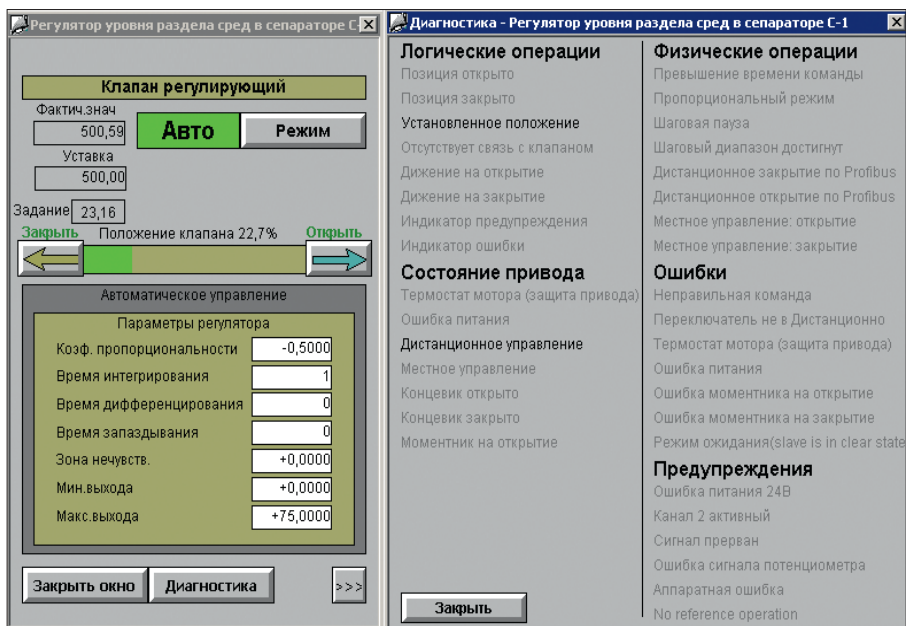 Регулятор уровня раздела сред в сепараторе С-
Клапан регулирующий
Фактич.знач
500,59
Авто
Режим
Уставка
500,00
Задание 23,16
Закрыть Положение клапана 22,7% Открыть
Автоматическое управление
Параметры регулятора
Коэф. пропорциональности -0,5000
Время интегрирования 1
Время дифференцирования 0
Время запаздывания 0
Зона нечувств. +0,0000
Мин.выхода +0,0000
Макс.выхода +75,0000
Закрыть окно Диагностика >>>
Диагностика - Регулятор уровня раздела сред в сепараторе С-1
Логические операции
Позиция открыто
Позиция закрыто
Установленное положение
Отсутствует связь с клапаном
Дижение на открытие
Дижение на закрытие
Индикатор предупреждения
Индикатор ошибки
Состояние привода
Термостат мотора (защита привода)
Ошибка питания
Дистанционное управление
Местное управление
Концевик открыто
Концевик закрыто
Моментник на открытие
Закрыть
Физические операции
Превышение времени команды
Пропорциональный режим
Шаговая пауза
Шаговый диапазон достигнут
Дистанционное закрытие по Profibus
Дистанционное открытие по Profibus
Местное управление: открытие
Местное управление: закрытие
Ошибки
Неправильная команда
Переключатель не в Дистанционно
Термостат мотора (защита привода)
Ошибка питания
Ошибка моментника на открытие
Ошибка моментника на закрытие
Режим ожидания(slave is in clear state
Предупреждения
Ошибка питания 24В
Канал 2 активный
Сигнал прерван
Ошибка сигнала потенциометра
Аппаратная ошибка
No reference operation